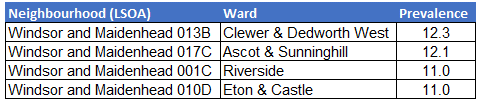 Neighbourhood (LSOA) Ward Prevalence
Windsor and Maidenhead 013B Clewer & Dedworth West 12.3
Windsor and Maidenhead 017C Ascot & Sunninghill 12.1
Windsor and Maidenhead 001C Riverside 11.0
Windsor and Maidenhead 010D Eton & Castle 11.0